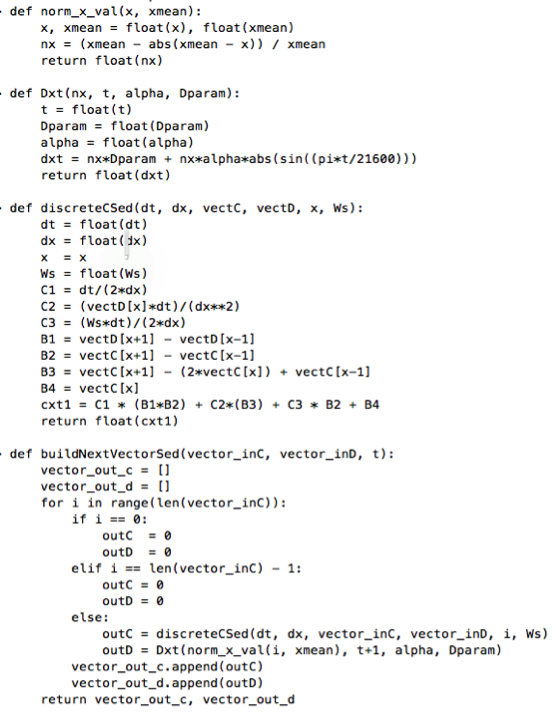 def norm_x_val(x, xmean):
    x, xmean = float(x), float(xmean)
    nx = (xmean - abs(xmean - x)) / xmean
    return float(nx)

def Dxt(nx, t, alpha, Dparam):
    t = float(t)
    Dparam = float(Dparam)
    alpha = float(alpha)
    dxt = nx*Dparam + nx*alpha*abs(sin((pi*t/21600)))
    return float(dxt)

def discreteCSed(dt, dx, vectC, vectD, x, Ws):
    dt = float(dt)
    dx = float(dx)
    x  = x
    Ws = float(Ws)
    C1 = dt/(2*dx)
    C2 = (vectD[x]*dt)/(dx**2)
    C3 = (Ws*dt)/(2*dx)
    B1 = vectD[x+1] - vectD[x-1]
    B2 = vectC[x+1] - vectC[x-1]
    B3 = vectC[x+1] - (2*vectC[x]) + vectC[x-1]
    B4 = vectC[x]
    cxt1 = C1 * (B1*B2) + C2*(B3) + C3 * B2 + B4
    return float(cxt1)

def buildNextVectorSed(vector_inC, vector_inD, t):
    vector_out_c = []
    vector_out_d = []
    for i in range(len(vector_inC)):
        if i == 0:
            outC  = 0
            outD  = 0
        elif i == len(vector_inC) - 1:
            outC = 0
            outD = 0
        else:
            outC = discreteCSed(dt, dx, vector_inC, vector_inD, i, Ws)
            outD = Dxt(norm_x_val(i, xmean), t+1, alpha, Dparam)
        vector_out_c.append(outC)
        vector_out_d.append(outD)
    return vector_out_c, vector_out_d